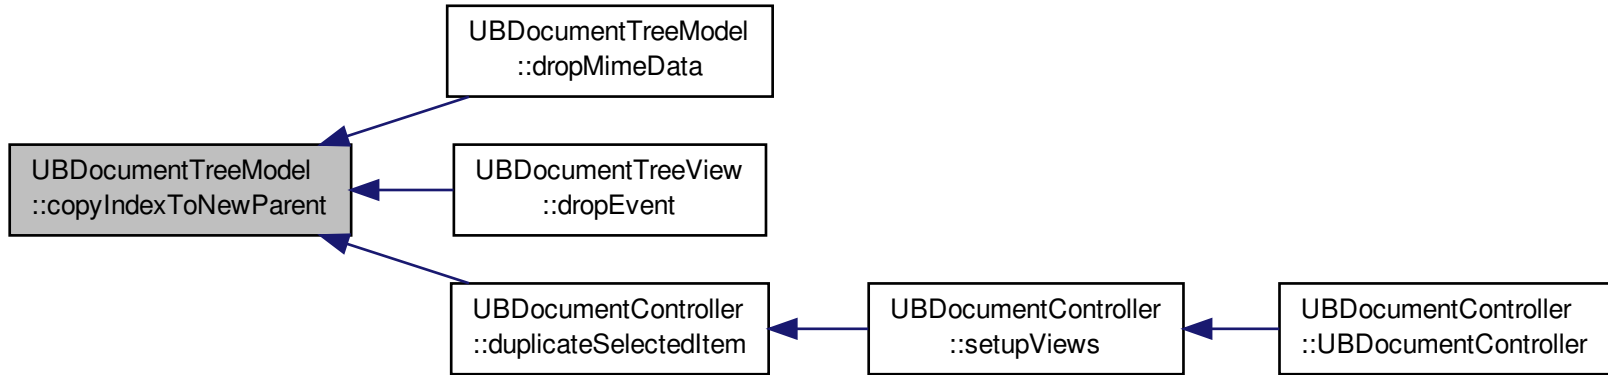 UBDocumentTreeModel
::dropMimeData
UBDocumentTreeModel
::copyIndexToNewParent
UBDocumentTreeView
::dropEvent
UBDocumentController
::duplicateSelectedItem
UBDocumentController
::setupViews
UBDocumentController
::UBDocumentController